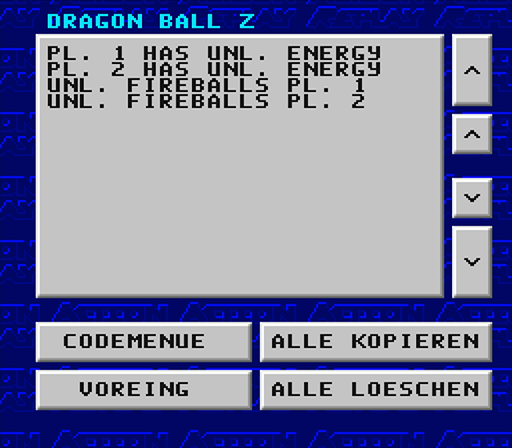 DRAGON BALL Z
PL. 1 HAS UNL. ENERGY
PL. 2 HAS UNL. ENERGY
UNL. FIREBALLS PL. 1
UNL. FIREBALLS PL. 2
CODEMENUE
ALLE KOPIEREN
VOREING
ALLE LOESCHEN